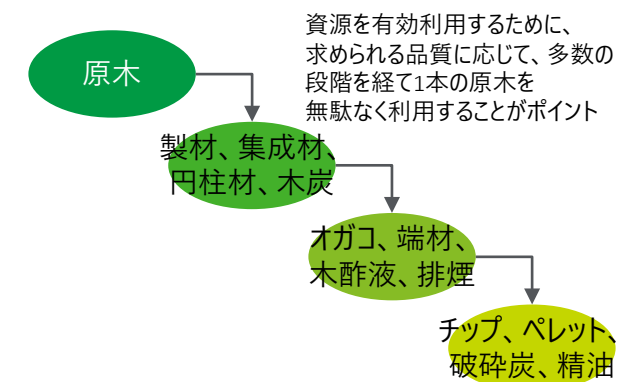 資源を有効利用するために、
求められる品質に応じて、多数の
段階を経て1本の原木を
無駄なく利用することがポイント
原木
製材、集成材、
円柱材、木炭
オガコ、端材、
木酢液、排煙
チップ、ペレット、
破砕炭、精油